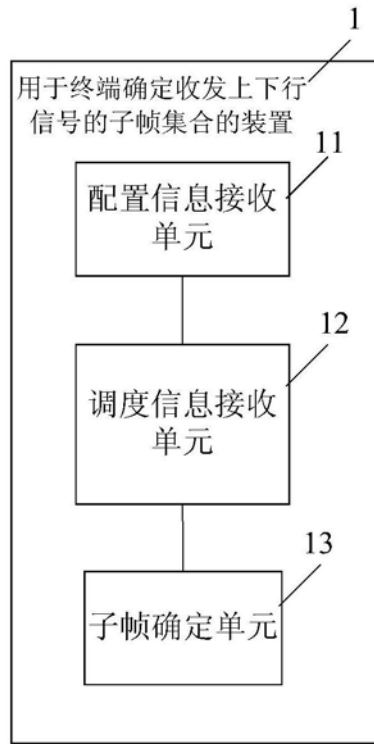 1
用于终端确定收发上下行
信号的子帧集合的装置
11
配置信息接收
单元
12
调度信息接收
单元
13
子帧确定单元